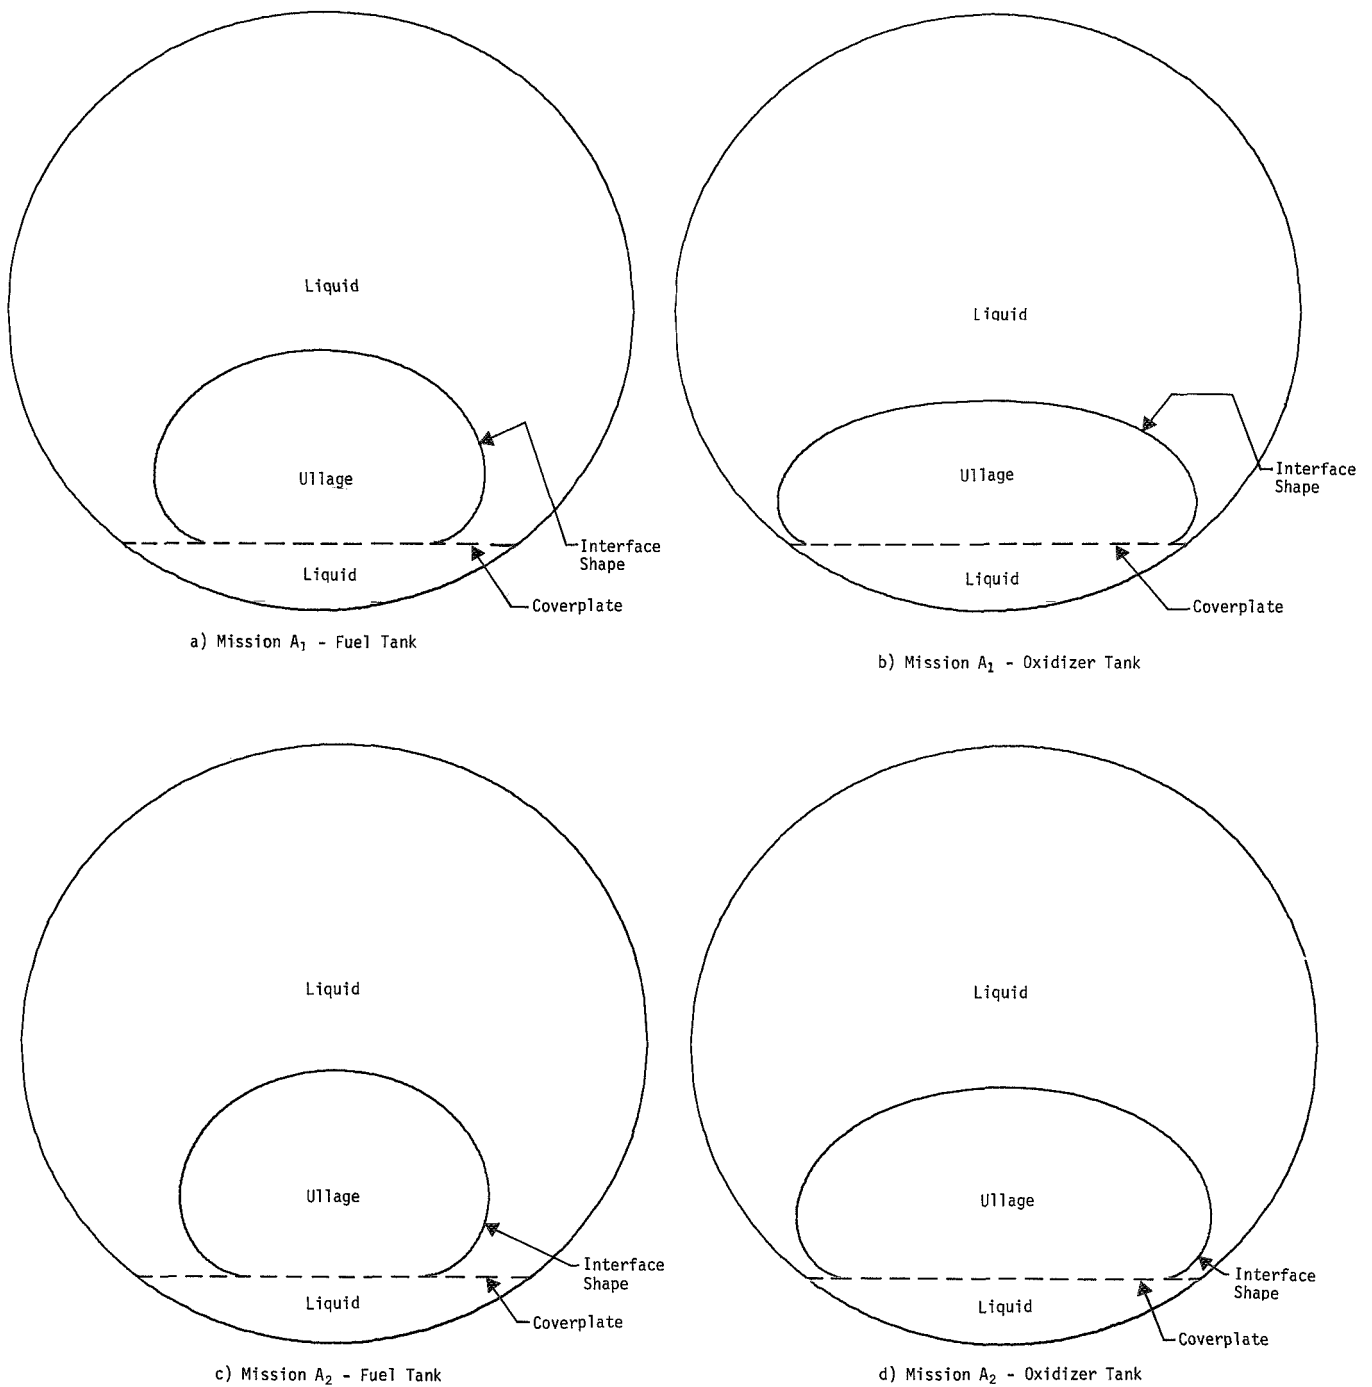 Liquid
Ullage
Interface
Shape
Liquid
Coverplate
a) Mission A₁ - Fuel Tank
Liquid
Ullage
Interface
Shape
Liquid
Coverplate
b) Mission A₁ - Oxidizer Tank
Liquid
Ullage
Interface
Shape
Liquid
Coverplate
c) Mission A₂ - Fuel Tank
Liquid
Ullage
Interface
Shape
Liquid
Coverplate
d) Mission A₂ - Oxidizer Tank